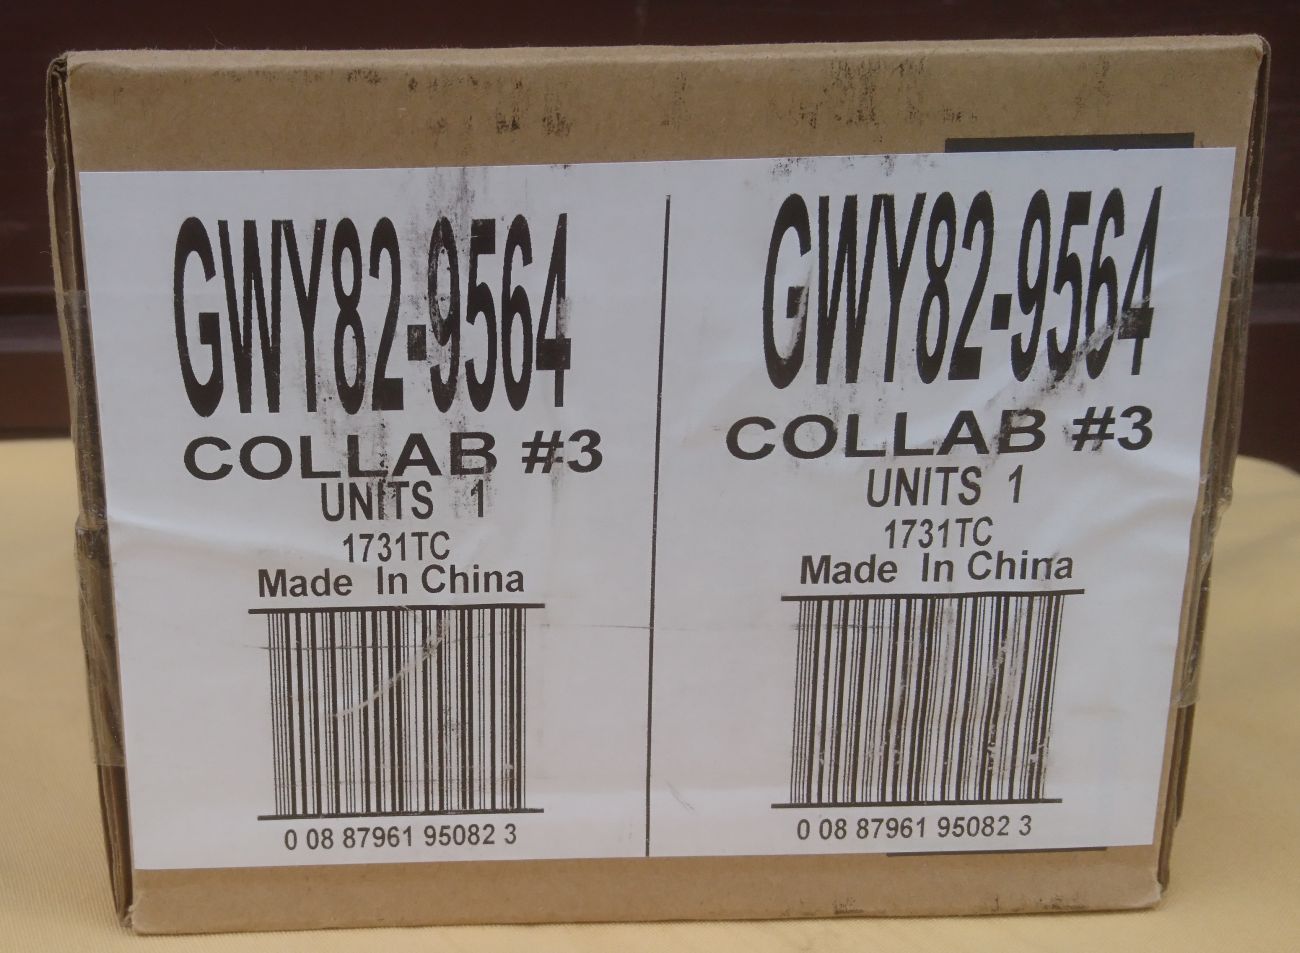 GWY82-9564
COLLAB #3
UNITS 1
1731TC
Made In China
0 08 87961 95082 3
GWY82-9564
COLLAB #3
UNITS 1
1731TC
Made In China
0 08 87961 95082 3